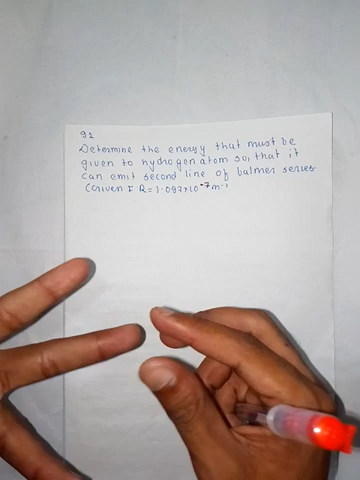 91
Determine the energy that must be
given to hydrogen atom so, that it
can emit second line of balmer series
(Given : R = 1.097×10⁻⁷m⁻¹)